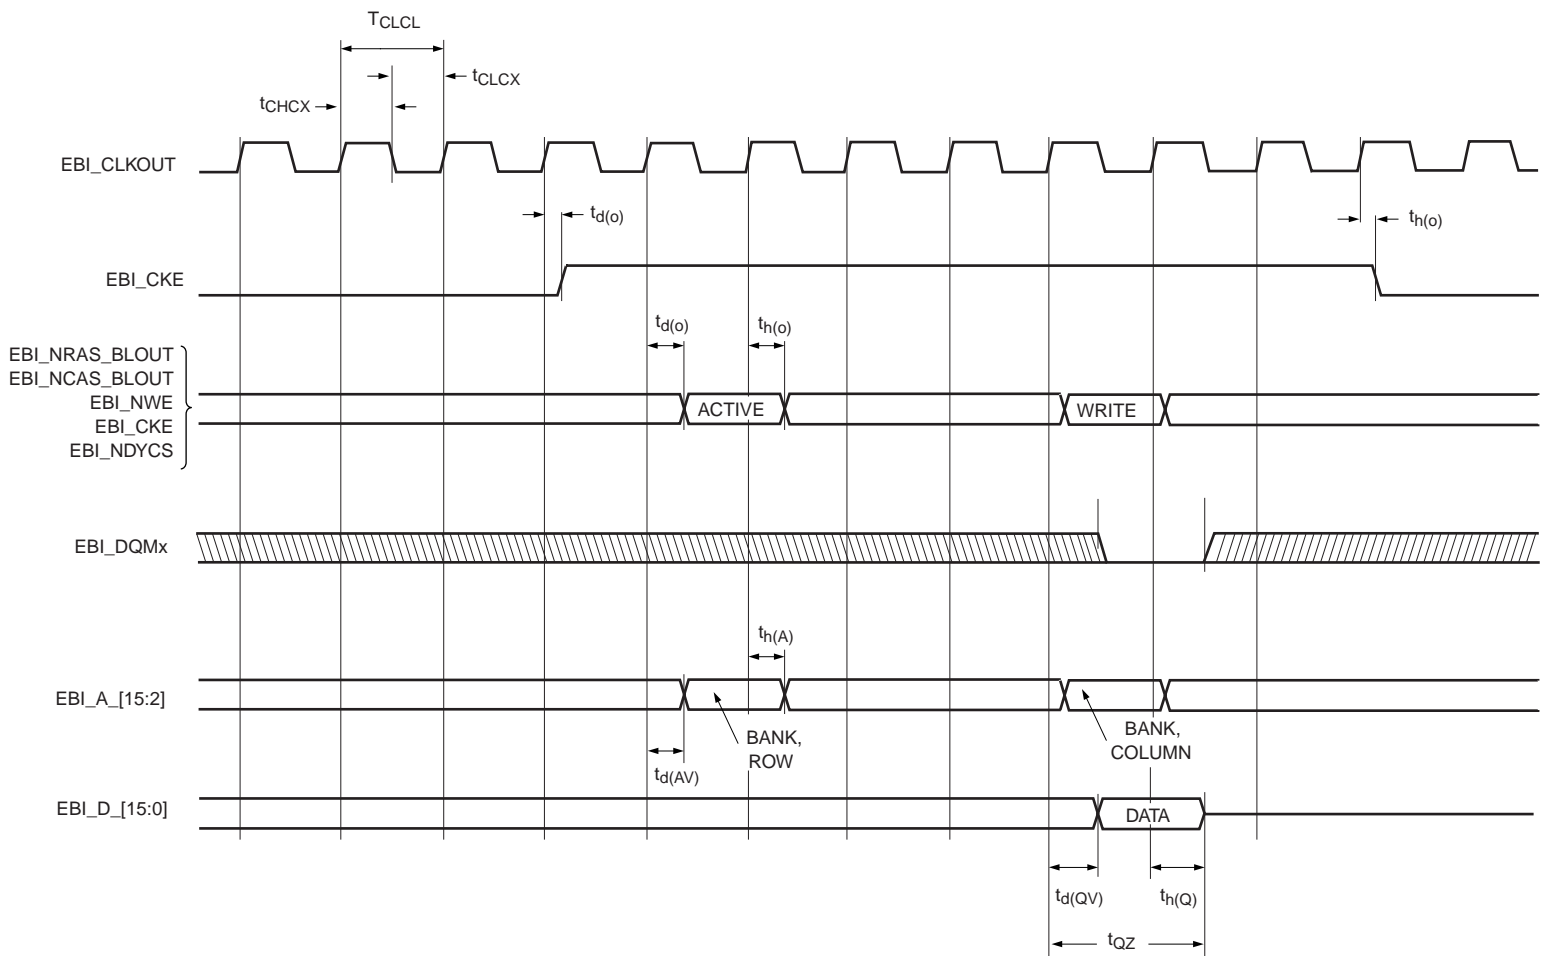 TCLCL
tCLCX
tCHCX
EBI_CLKOUT
td(o)
th(o)
EBI_CKE
td(o)
th(o)
EBI_NRAS_BLOUT
EBI_NCAS_BLOUT
EBI_NWE
EBI_CKE
EBI_NDYCS
ACTIVE
WRITE
EBI_DQMx
th(A)
EBI_A_[15:2]
BANK,
ROW
BANK,
COLUMN
td(AV)
EBI_D_[15:0]
DATA
td(QV)
th(Q)
tQZ